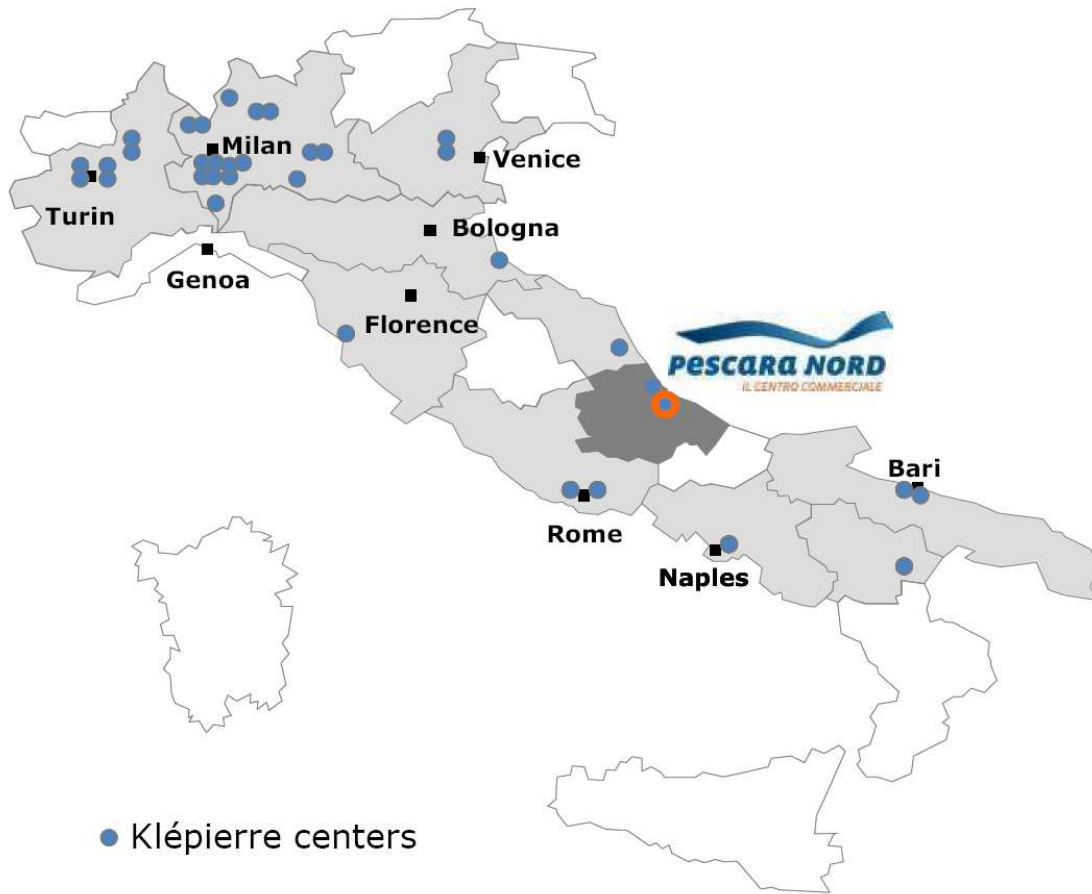 Milan
Venice
Turin
Bologna
Genoa
Florence
PESCARA NORD
IL CENTRO COMMERCIALE
Bari
Rome
Naples
Klépierre centers